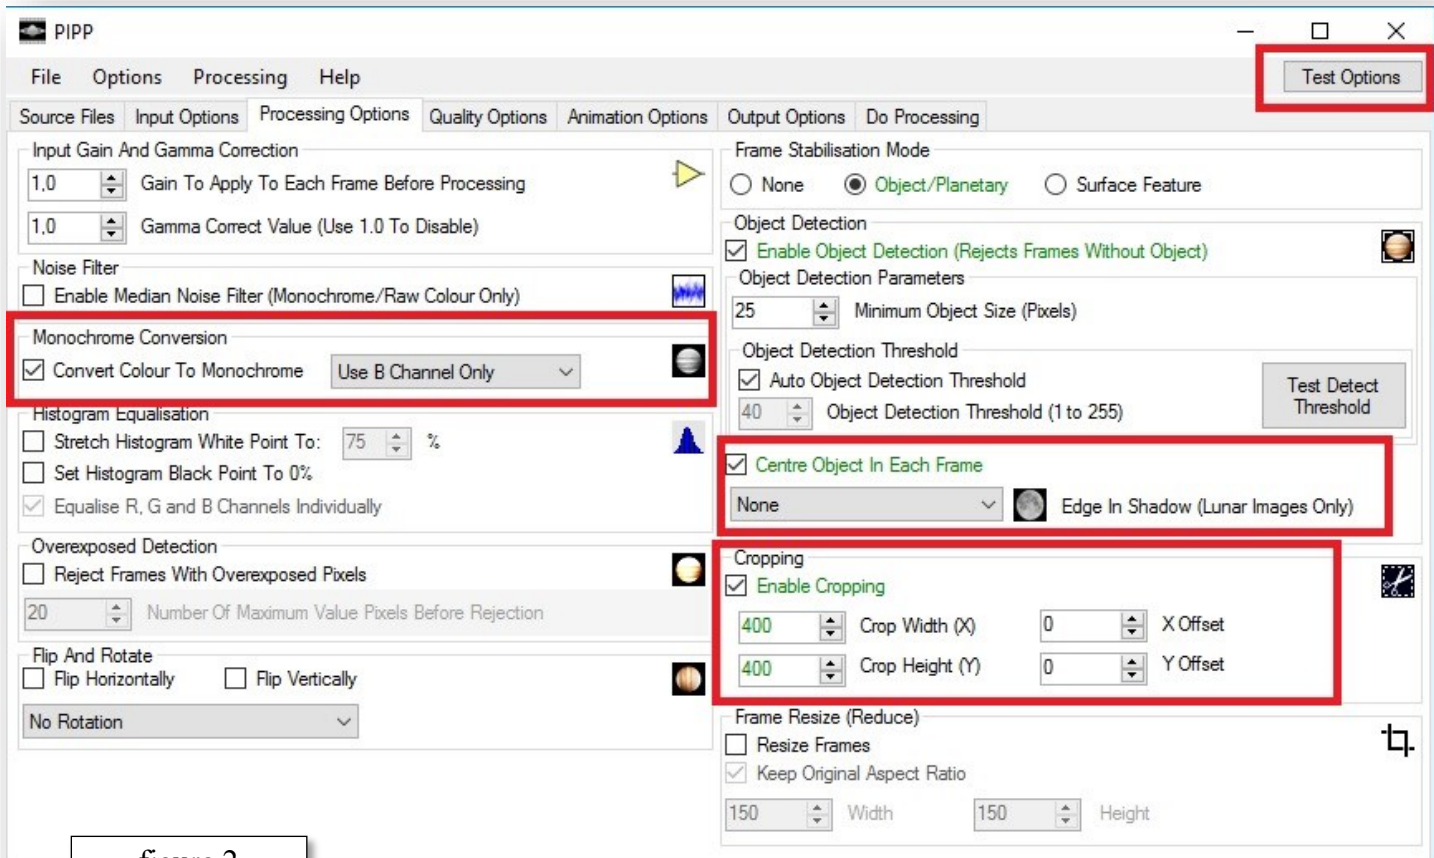 PIPP
File Options Processing Help Test Options
Source Files Input Options Processing Options Quality Options Animation Options Output Options Do Processing
Input Gain And Gamma Correction
1,0 Gain To Apply To Each Frame Before Processing
1,0 Gamma Correct Value (Use 1.0 To Disable)
Noise Filter
Enable Median Noise Filter (Monochrome/Raw Colour Only)
Monochrome Conversion
Convert Colour To Monochrome Use B Channel Only
Histogram Equalisation
Stretch Histogram White Point To: 75 %
Set Histogram Black Point To 0%
Equalise R, G and B Channels Individually
Overexposed Detection
Reject Frames With Overexposed Pixels
20 Number Of Maximum Value Pixels Before Rejection
Flip And Rotate
Flip Horizontally Flip Vertically
No Rotation
Frame Stabilisation Mode
None Object/Planetary Surface Feature
Object Detection
Enable Object Detection (Rejects Frames Without Object)
Object Detection Parameters
25 Minimum Object Size (Pixels)
Object Detection Threshold
Auto Object Detection Threshold
40 Object Detection Threshold (1 to 255)
Test Detect
Threshold
Centre Object In Each Frame
None Edge In Shadow (Lunar Images Only)
Cropping
Enable Cropping
400 Crop Width (X) 0 X Offset
400 Crop Height (Y) 0 Y Offset
Frame Resize (Reduce)
Resize Frames
Keep Original Aspect Ratio
150 Width 150 Height
figure 2